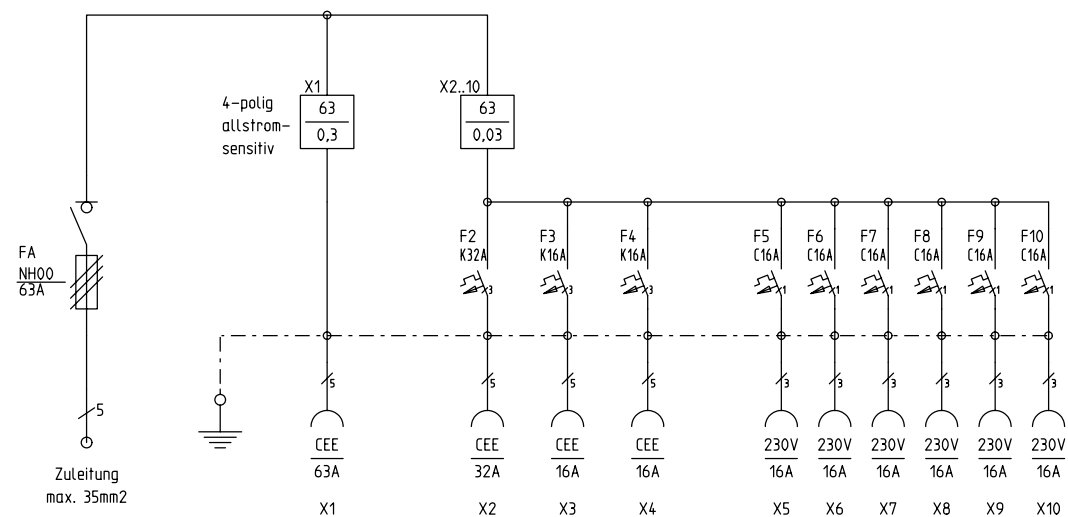 X1
63
0,3
4-polig
allstrom-
sensitiv
X2..10
63
0,03
FA
NH00
63A
5
Zuleitung
max. 35mm2
F2
K32A
3
F3
K16A
3
F4
K16A
3
F5
C16A
1
F6
C16A
1
F7
C16A
1
F8
C16A
1
F9
C16A
1
F10
C16A
1
5
5
5
5
3
3
3
3
3
3
CEE
63A
X1
CEE
32A
X2
CEE
16A
X3
CEE
16A
X4
230V
16A
X5
230V
16A
X6
230V
16A
X7
230V
16A
X8
230V
16A
X9
230V
16A
X10